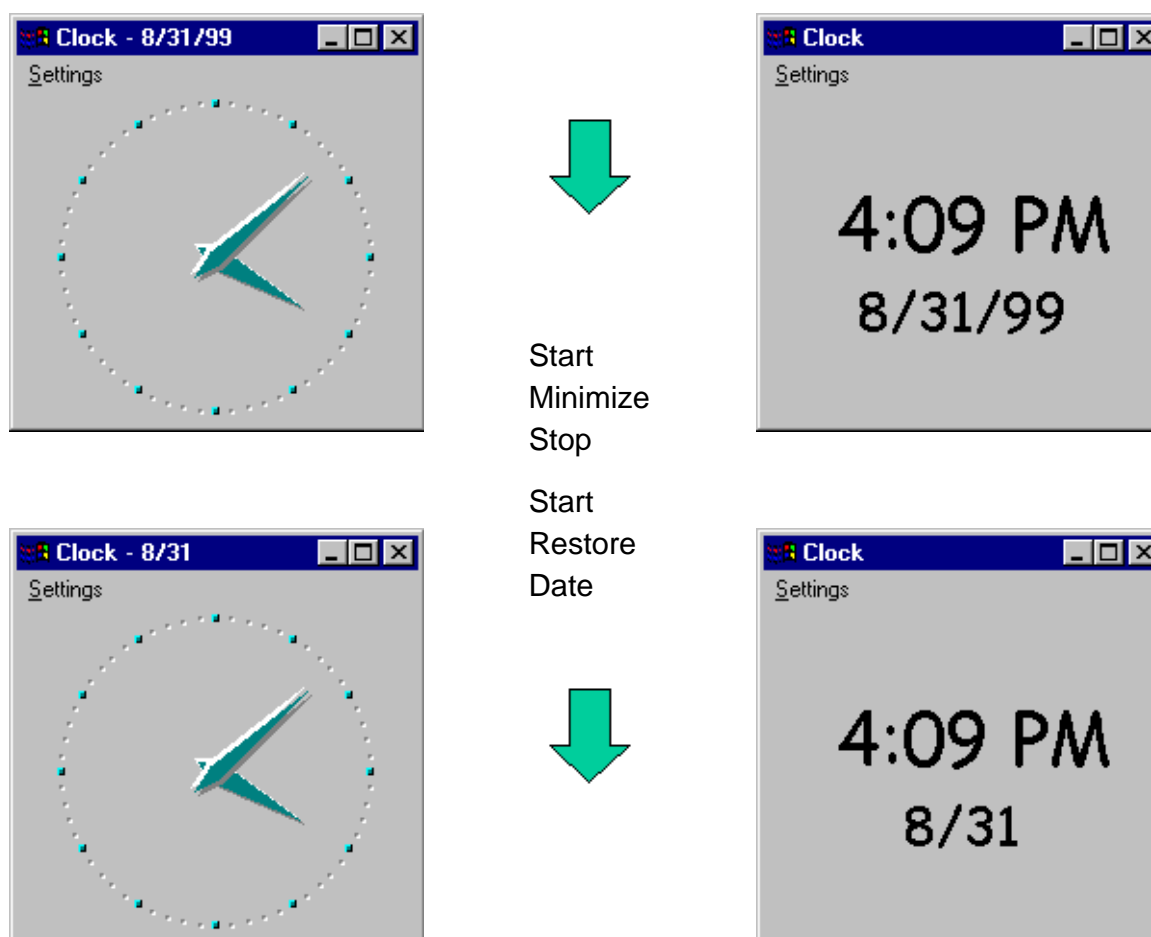 Clock - 8/31/99
Settings
Clock
Settings
4:09 PM
8/31/99
Start
Minimize
Stop
Start
Restore
Date
Clock - 8/31
Settings
Clock
Settings
4:09 PM
8/31